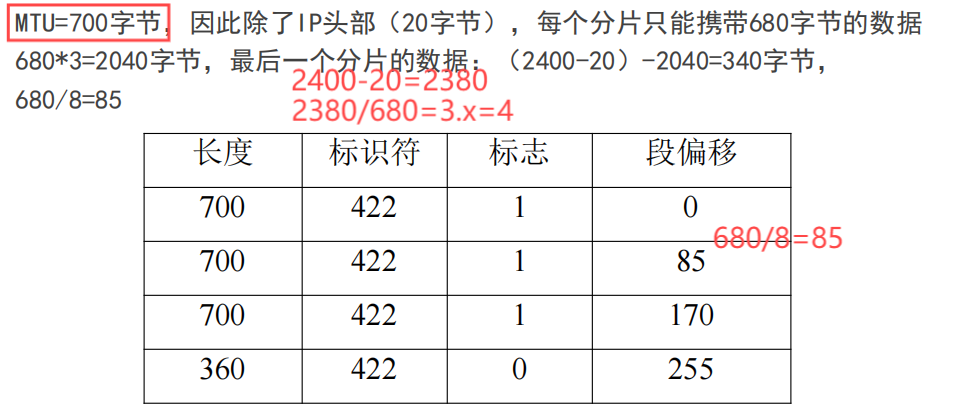 MTU=700字节，因此除了IP头部（20字节），每个分片只能携带680字节的数据
680*3=2040字节，最后一个分片的数据：（2400-20）-2040=340字节，
2400-20=2380
680/8=85
2380/680=3.x=4
长度 标识符 标志 段偏移
700 422 1 0
680/8=85
700 422 1 85
700 422 1 170
360 422 0 255